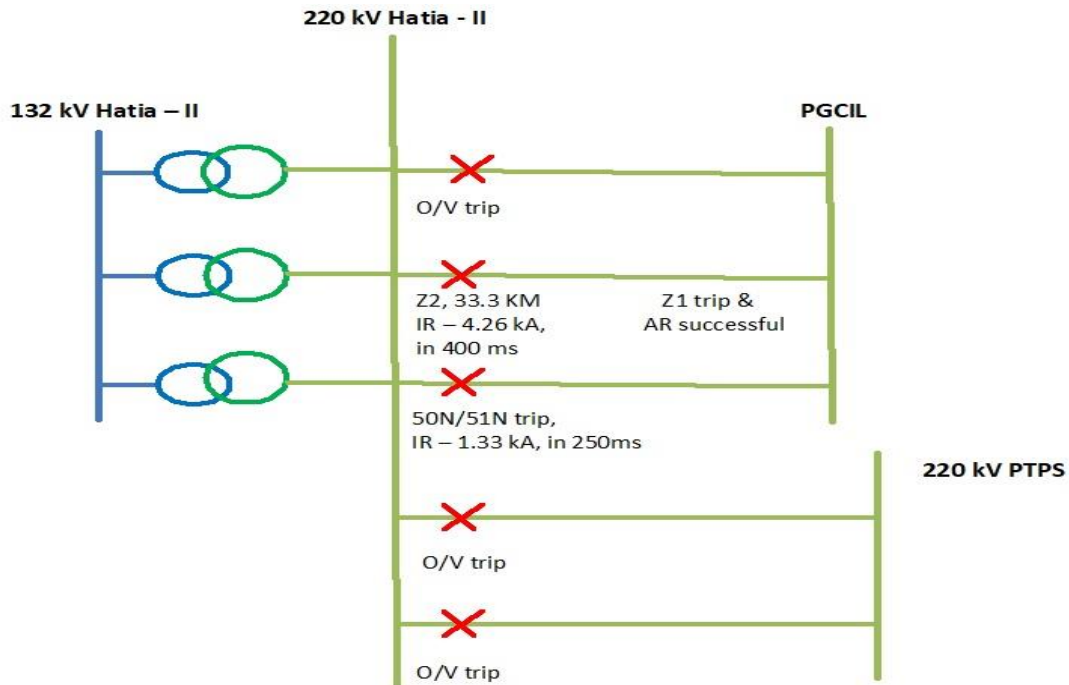 220 kV Hatia - II
132 kV Hatia – II
PGCIL
O/V trip
Z2, 33.3 KM
IR – 4.26 kA,
in 400 ms
Z1 trip &
AR successful
50N/51N trip,
IR – 1.33 kA, in 250ms
220 kV PTPS
O/V trip
O/V trip